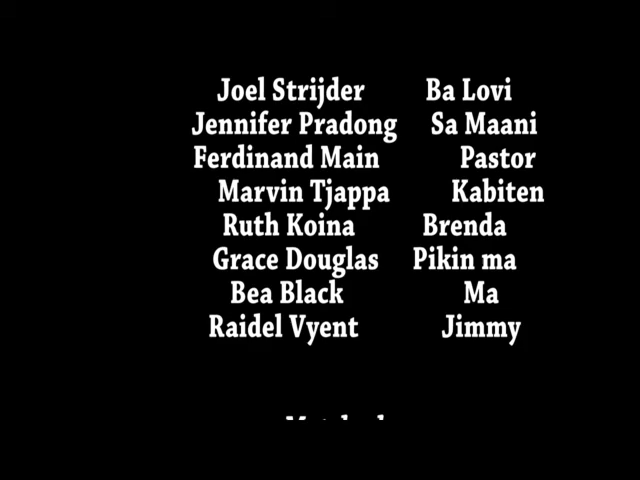 Joel Strijder Ba Lovi
Jennifer Pradong Sa Maani
Ferdinand Main Pastor
Marvin Tjappa Kabiten
Ruth Koina Brenda
Grace Douglas Pikin ma
Bea Black Ma
Raidel Vyent Jimmy